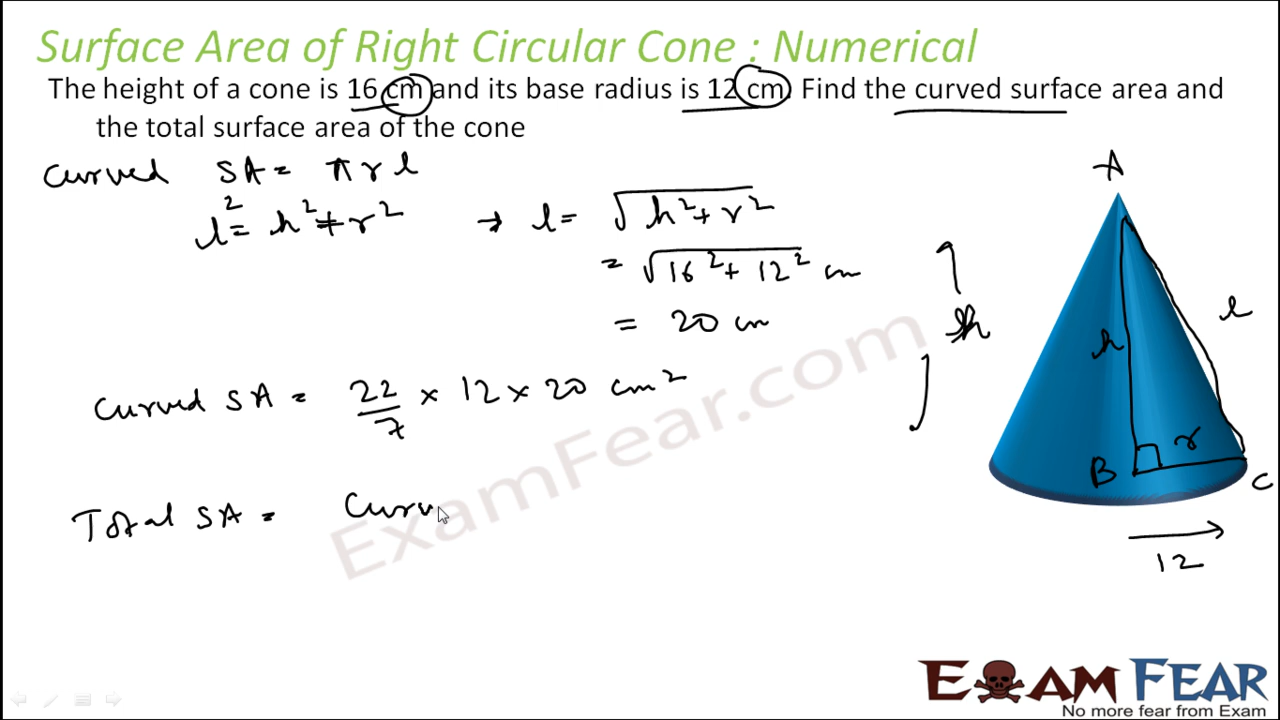 Surface Area of Right Circular Cone : Numerical
The height of a cone is 16 cm and its base radius is 12 cm. Find the curved surface area and
the total surface area of the cone
Curved SA = πrl
l² = h² + r² → l = √h² + r²
= √16² + 12² cm
= 20 cm
Curved SA = 22/7 × 12 × 20 cm²
Total SA = Curv
A
h
l
h
r
B
C
12
ExamFear.com
EXAM FEAR
No more fear from Exam